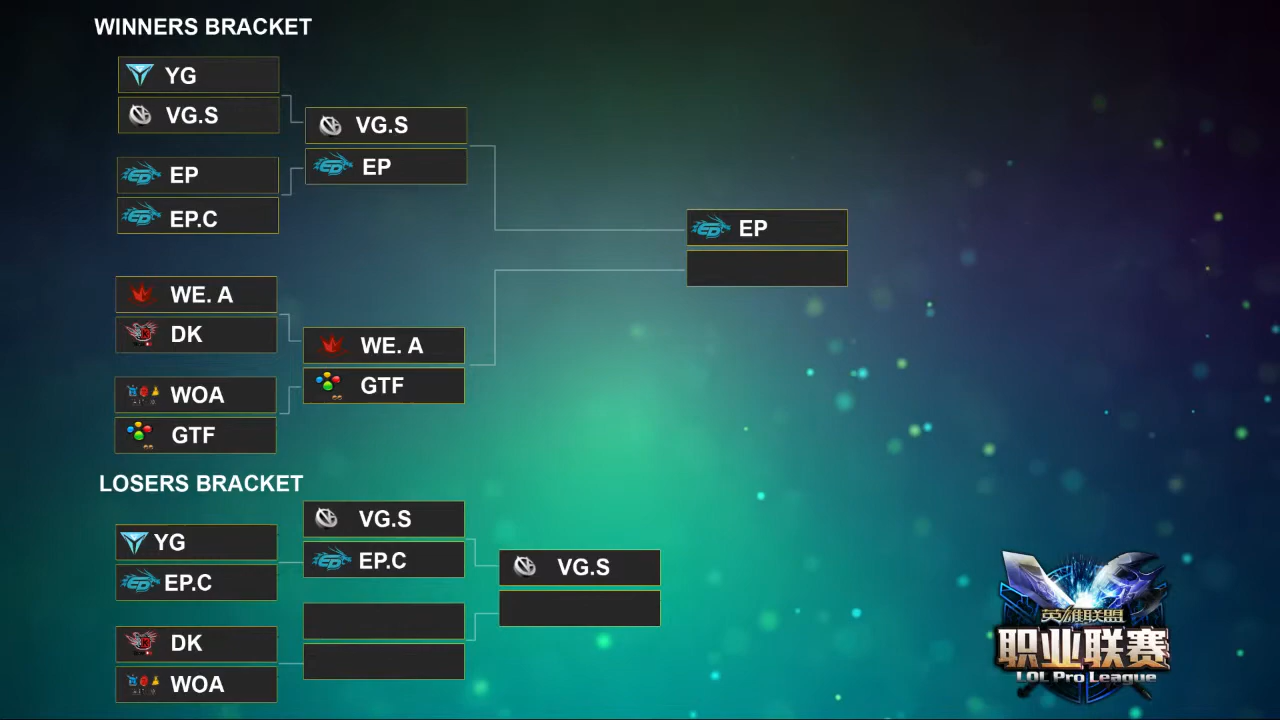 WINNERS BRACKET
YG
VG.S
VG.S
EP
EP
EP.C
EP
WE. A
DK
WE. A
GTF
WOA
GTF
LOSERS BRACKET
VG.S
EP.C
YG
EP.C
VG.S
DK
WOA
英雄联盟
职业联赛
LOL Pro League